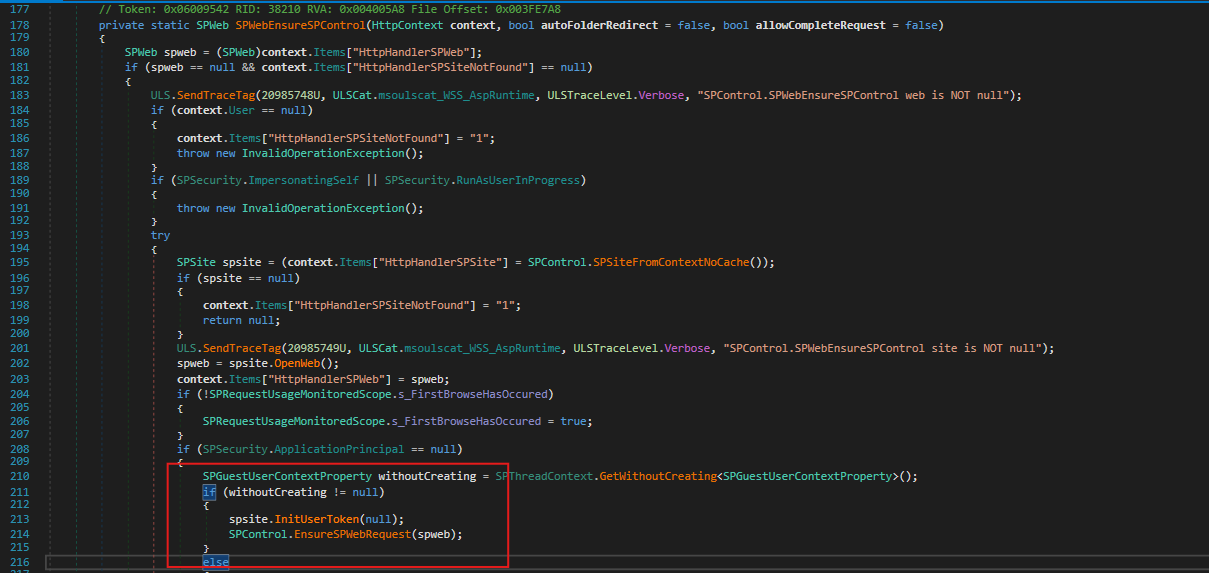 177 // Token: 0x06009542 RID: 38210 RVA: 0x004005A8 File Offset: 0x003FE7A8
178 private static SPWeb SPWebEnsureSPControl(HttpContext context, bool autoFolderRedirect = false, bool allowCompleteRequest = false)
179 {
180 SPWeb spweb = (SPWeb)context.Items["HttpHandlerSPWeb"];
181 if (spweb == null && context.Items["HttpHandlerSPSiteNotFound"] == null)
182 {
183 ULS.SendTraceTag(20985748U, ULSCat.msoulscat_WSS_AspRuntime, ULSTraceLevel.Verbose, "SPControl.SPWebEnsureSPControl web is NOT null");
184 if (context.User == null)
185 {
186 context.Items["HttpHandlerSPSiteNotFound"] = "1";
187 throw new InvalidOperationException();
188 }
189 if (SPSecurity.ImpersonatingSelf || SPSecurity.RunAsUserInProgress)
190 {
191 throw new InvalidOperationException();
192 }
193 try
194 {
195 SPSite spsite = (context.Items["HttpHandlerSPSite"] = SPControl.SPSiteFromContextNoCache());
196 if (spsite == null)
197 {
198 context.Items["HttpHandlerSPSiteNotFound"] = "1";
199 return null;
200 }
201 ULS.SendTraceTag(20985749U, ULSCat.msoulscat_WSS_AspRuntime, ULSTraceLevel.Verbose, "SPControl.SPWebEnsureSPControl site is NOT null");
202 spweb = spsite.OpenWeb();
203 context.Items["HttpHandlerSPWeb"] = spweb;
204 if (!SPRequestUsageMonitoredScope.s_FirstBrowseHasOccured)
205 {
206 SPRequestUsageMonitoredScope.s_FirstBrowseHasOccured = true;
207 }
208 if (SPSecurity.ApplicationPrincipal == null)
209 {
210 SPGuestUserContextProperty withoutCreating = SPThreadContext.GetWithoutCreating<SPGuestUserContextProperty>();
211 if (withoutCreating != null)
212 {
213 spsite.InitUserToken(null);
214 SPControl.EnsureSPWebRequest(spweb);
215 }
216 else